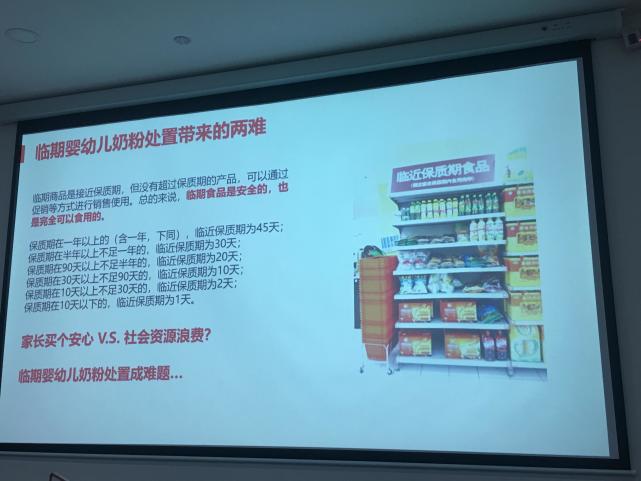 临期婴幼儿奶粉处置带来的两难
临期商品是接近保质期，但没有超过保质期的产品，可以通过
促销等方式进行销售使用。总的来说，临期食品是安全的，也
是完全可以食用的。
保质期在一年以上的（含一年，下同），临近保质期为45天；
保质期在半年以上不足一年的，临近保质期为30天；
保质期在90天以上不足半年的，临近保质期为20天；
保质期在30天以上不足90天的，临近保质期为10天；
保质期在10天以上不足30天的，临近保质期为2天；
保质期在10天以下的，临近保质期为1天。
家长买个安心 V.S. 社会资源浪费？
临期婴幼儿奶粉处置成难题...
临近保质期食品